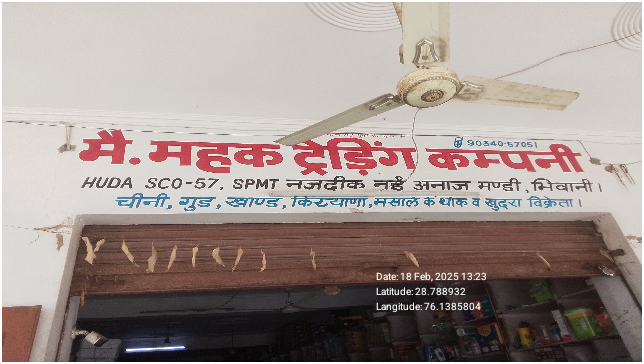 90340-57051
मै. महक ट्रेडिंग कम्पनी
HUDA SCO-57, SPMT नजदीक नई अनाज मण्डी, भिवानी।
चीनी, गुड, खाण्ड, किरयाणा, मसाले के थोक व खुदरा विक्रेता।
Date: 18 Feb, 2025 13:23
Latitude: 28.788932
Langitude: 76.1385804